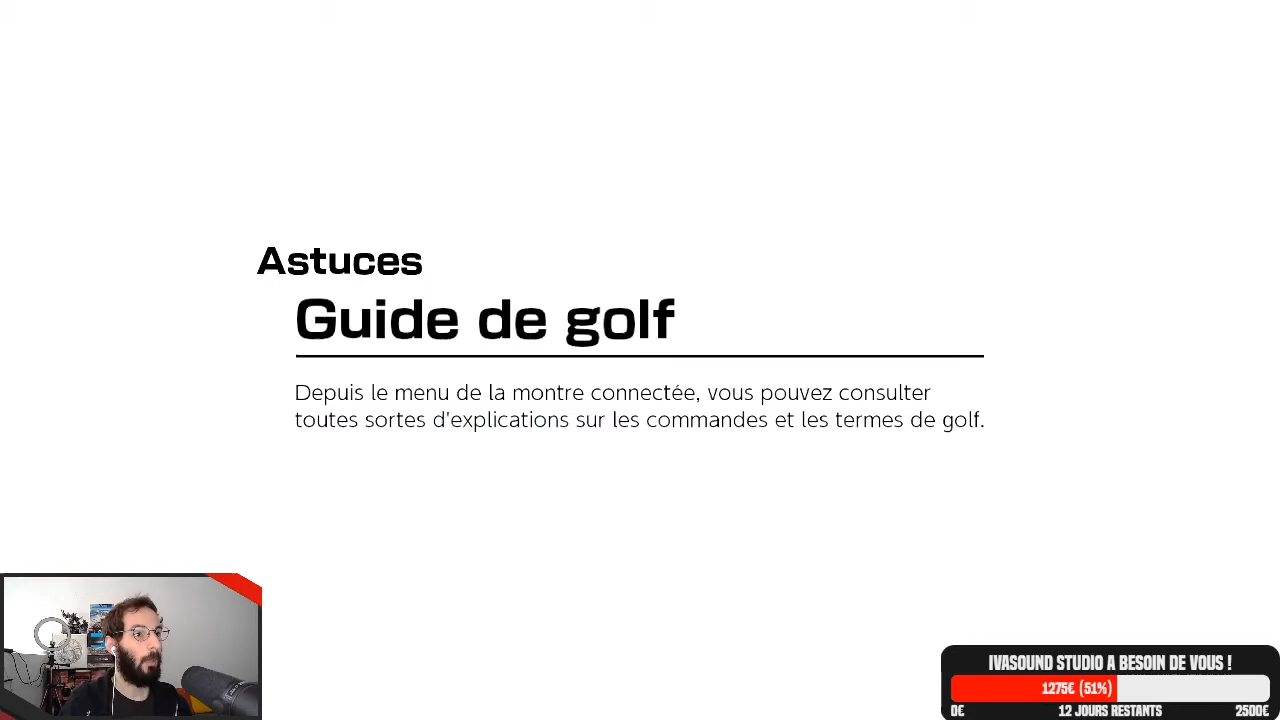 Astuces
Guide de golf
Depuis le menu de la montre connectée, vous pouvez consulter
toutes sortes d'explications sur les commandes et les termes de golf.
IVASOUND STUDIO A BESOIN DE VOUS !
1275€ (51%)
0€ 12 JOURS RESTANTS 2500€